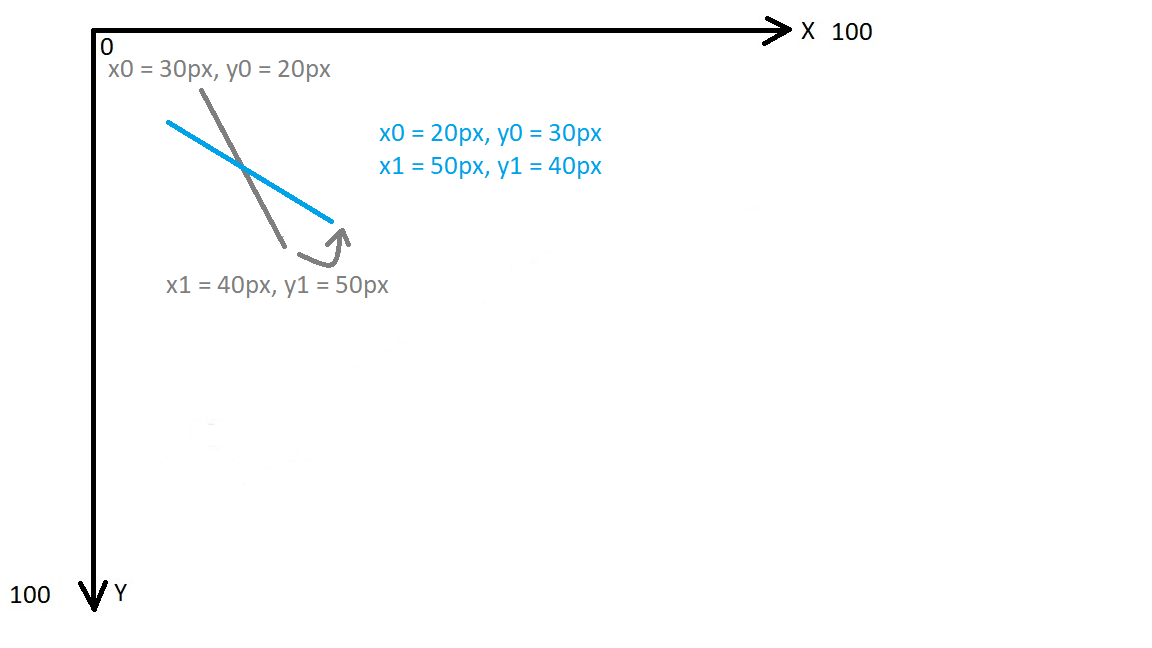 X 100
0
x0 = 30px, y0 = 20px
x0 = 20px, y0 = 30px
x1 = 50px, y1 = 40px
x1 = 40px, y1 = 50px
100 Y